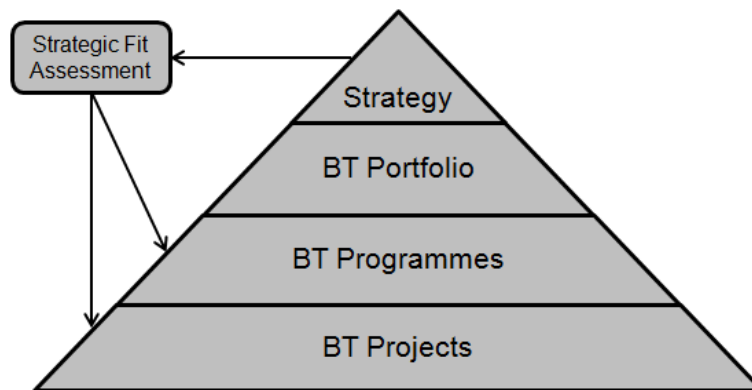 Strategic Fit
Assessment
Strategy
BT Portfolio
BT Programmes
BT Projects